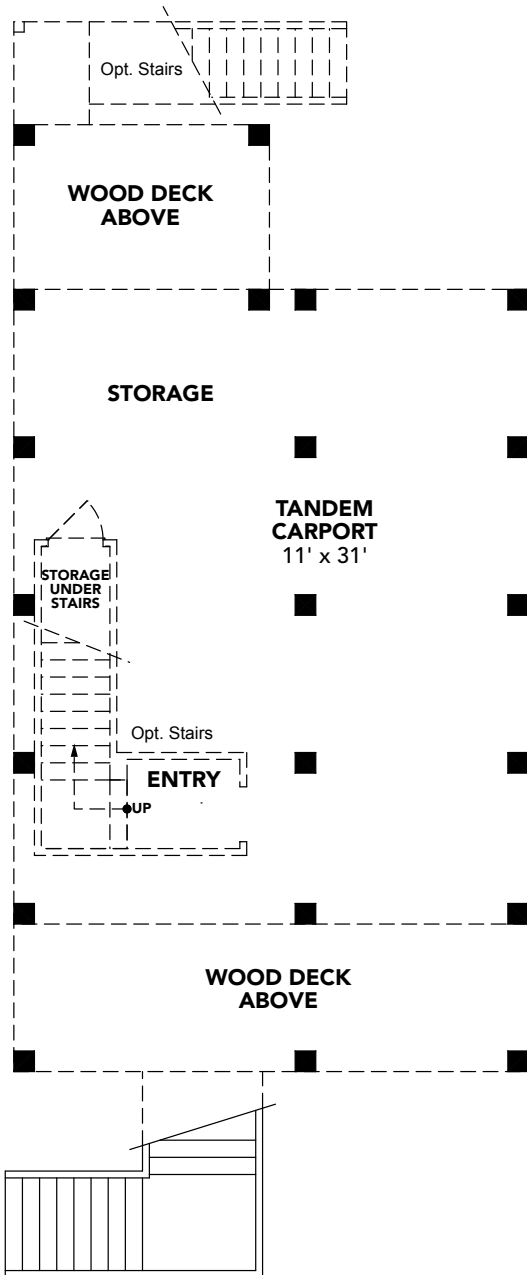 Opt. Stairs
WOOD DECK
ABOVE
STORAGE
TANDEM
CARPORT
11' x 31'
STORAGE
UNDER
STAIRS
Opt. Stairs
ENTRY
UP
WOOD DECK
ABOVE